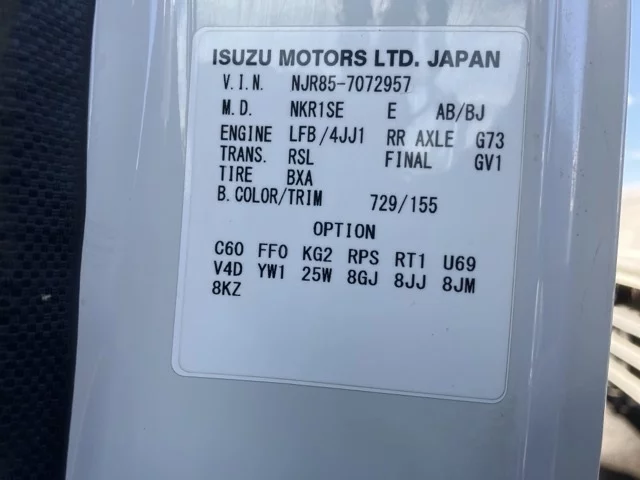 ISUZU MOTORS LTD. JAPAN
V.I.N. NJR85-7072957
M.D. NKR1SE E AB/BJ
ENGINE LFB/4JJ1 RR AXLE G73
TRANS. RSL FINAL GV1
TIRE BXA
B.COLOR/TRIM 729/155
OPTION
C60 FF0 KG2 RPS RT1 U69
V4D YW1 25W 8GJ 8JJ 8JM
8KZ